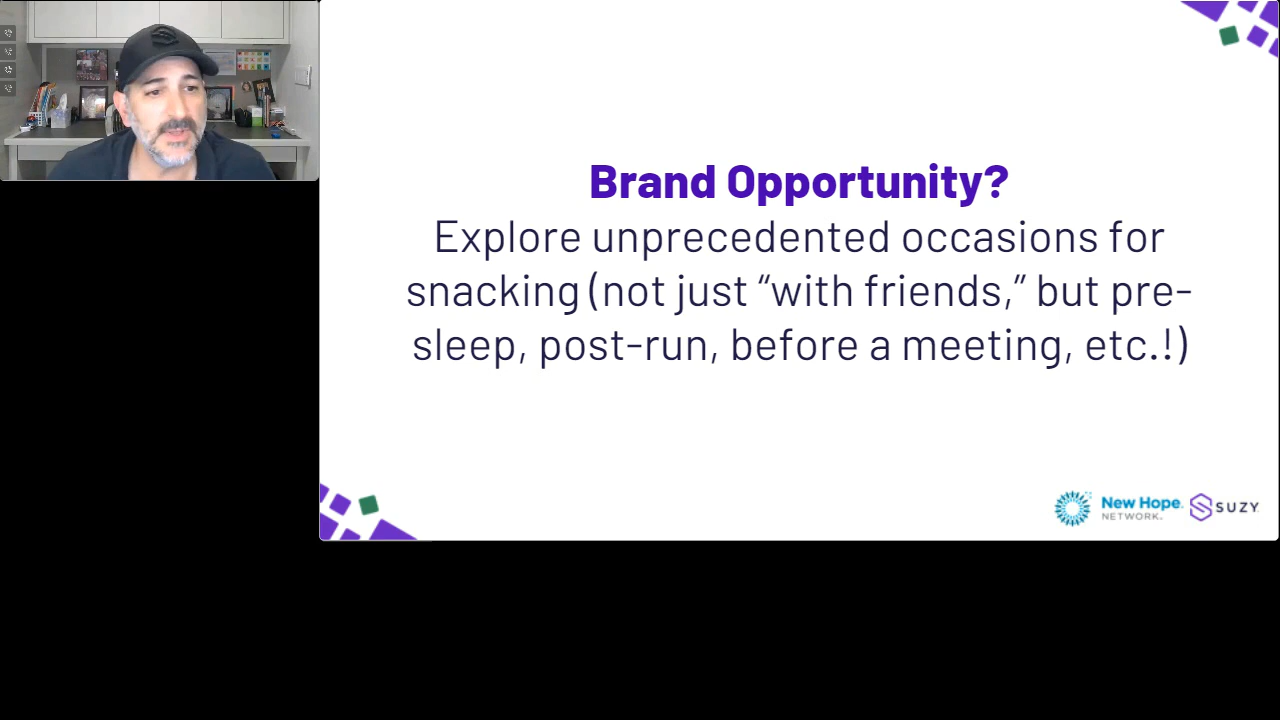 Brand Opportunity?
Explore unprecedented occasions for
snacking (not just “with friends,” but pre-
sleep, post-run, before a meeting, etc.!)
New Hope
NETWORK.
SUZY